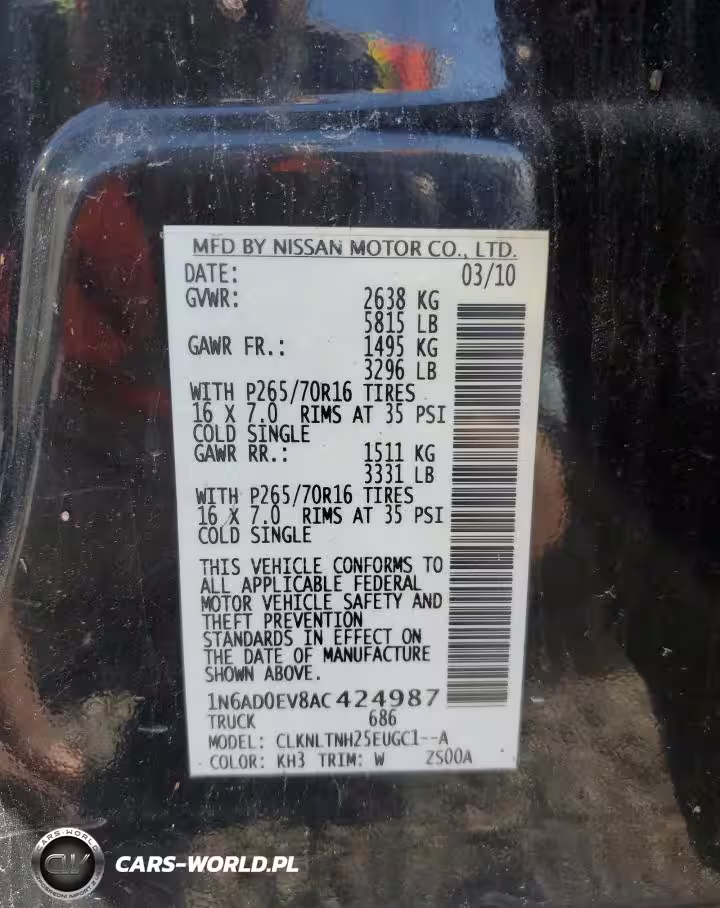 MFD BY NISSAN MOTOR CO., LTD.
DATE: 03/10
GVWR: 2638 KG
5815 LB
GAWR FR.: 1495 KG
3296 LB
WITH P265/70R16 TIRES
16 X 7.0 RIMS AT 35 PSI
COLD SINGLE
GAWR RR.: 1511 KG
3331 LB
WITH P265/70R16 TIRES
16 X 7.0 RIMS AT 35 PSI
COLD SINGLE
THIS VEHICLE CONFORMS TO
ALL APPLICABLE FEDERAL
MOTOR VEHICLE SAFETY AND
THEFT PREVENTION
STANDARDS IN EFFECT ON
THE DATE OF MANUFACTURE
SHOWN ABOVE.
1N6AD0EV8AC424987
TRUCK 686
MODEL: CLKNLTNH25EUGC1--A
COLOR: KH3 TRIM: W ZS00A
CARS-WORLD
CW
CARS-WORLD.PL